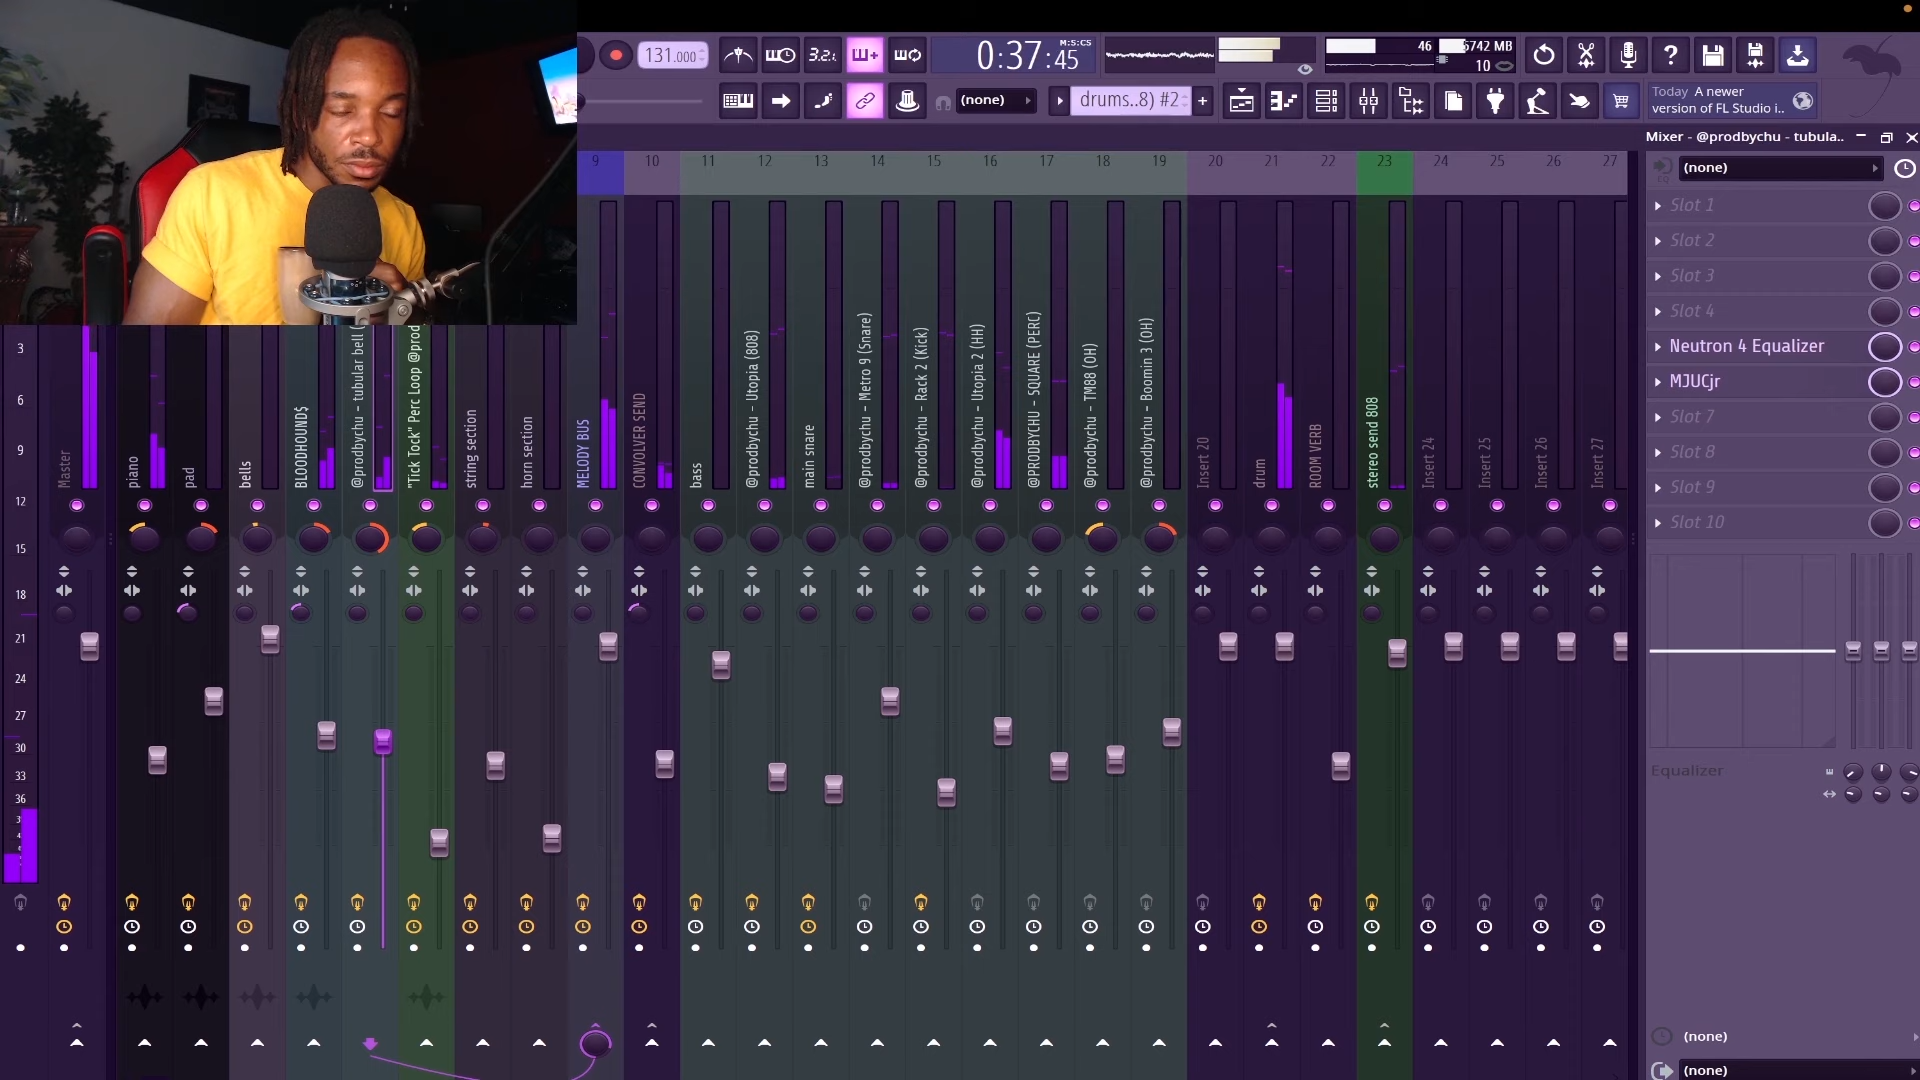 131.000
3.2.
0:37:45
M:S:CS
46
5742 MB
10
(none)
drums..8) #2
Today A newer
version of FL Studio i..
Mixer - @prodbychu - tubula..
(none)
9 10 11 12 13 14 15 16 17 18 19 20 21 22 23 24 25 26 27
Slot 1
Slot 2
Slot 3
Slot 4
Neutron 4 Equalizer
MJUCjr
Slot 7
Slot 8
Slot 9
Slot 10
Equalizer
(none)
(none)
3
6
9
12
15
18
21
24
27
30
33
36
Master
piano
pad
bells
BLOODHOUND$
@prodbychu - tubular bell (
"Tick Tock" Perc Loop @prod
string section
horn section
MELODY BUS
CONVOLVER SEND
bass
@prodbychu - Utopia (808)
main snare
@prodbychu - Metro 9 (Snare)
@prodbychu - Rack 2 (Kick)
@prodbychu - Utopia 2 (HH)
@PRODBYCHU - SQUARE (PERC)
@prodbychu - TM88 (OH)
@prodbychu - Boomin 3 (OH)
Insert 20
drum
ROOM VERB
stereo send 808
Insert 24
Insert 25
Insert 26
Insert 27